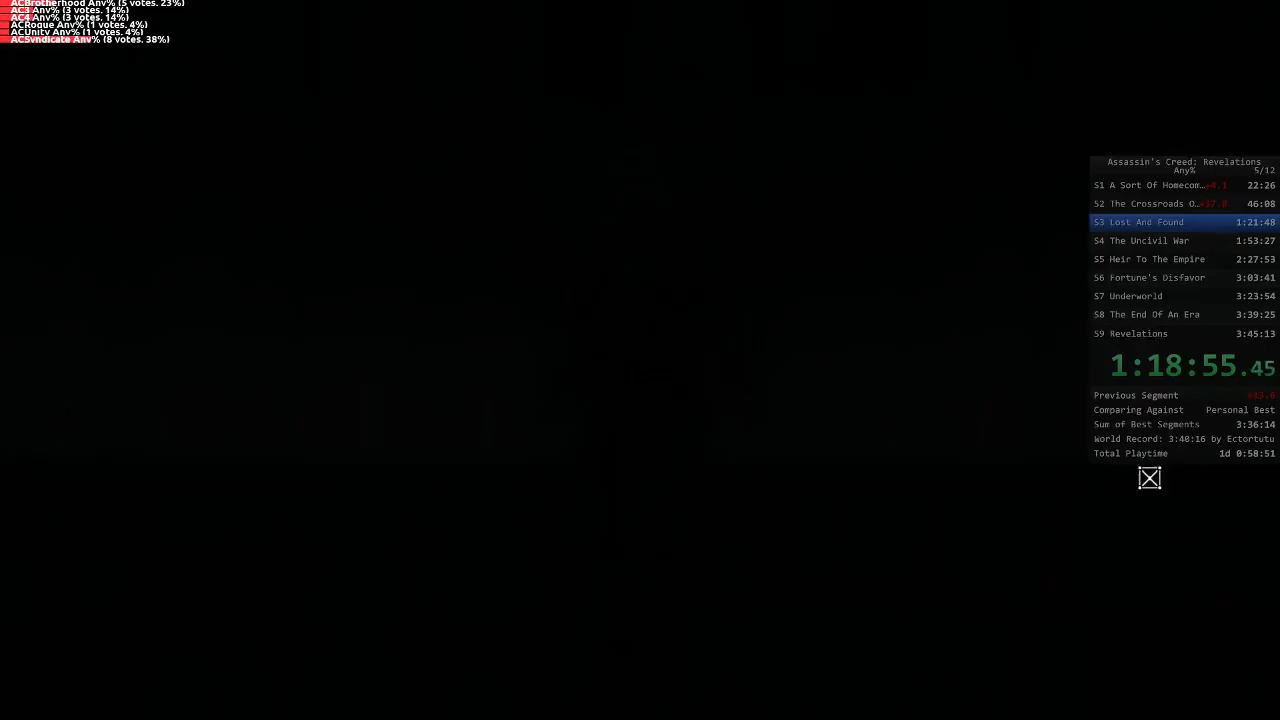 ACBrotherhood Any% (5 votes, 23%)
AC3 Any% (3 votes, 14%)
AC4 Any% (3 votes, 14%)
ACRogue Any% (1 votes, 4%)
ACUnity Any% (1 votes, 4%)
ACSyndicate Any% (8 votes, 38%)
Assassin's Creed: Revelations
Any% 5/12
S1 A Sort Of Homecom… +4.1 22:26
S2 The Crossroads O… +37.8 46:08
S3 Lost And Found 1:21:48
S4 The Uncivil War 1:53:27
S5 Heir To The Empire 2:27:53
S6 Fortune's Disfavor 3:03:41
S7 Underworld 3:23:54
S8 The End Of An Era 3:39:25
S9 Revelations 3:45:13
1:18:55.45
Previous Segment
Comparing Against Personal Best
Sum of Best Segments 3:36:14
World Record: 3:40:16 by Ectortutu
Total Playtime 1d 0:58:51